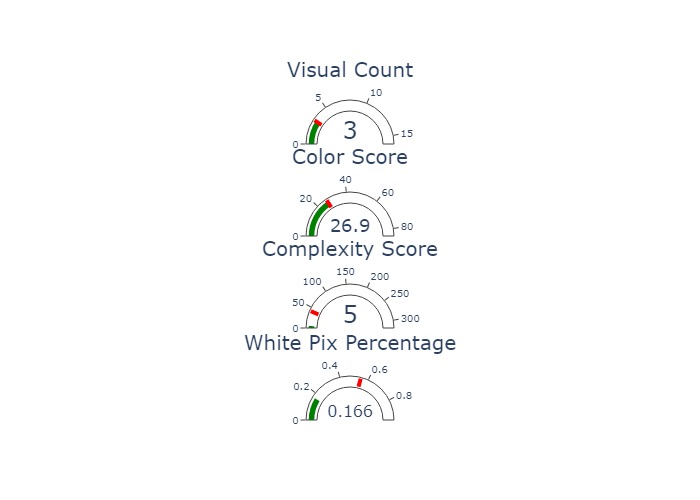 Visual Count
0 5 10 15
3
Color Score
0 20 40 60 80
26.9
Complexity Score
0 50 100 150 200 250 300
5
White Pix Percentage
0 0.2 0.4 0.6 0.8
0.166